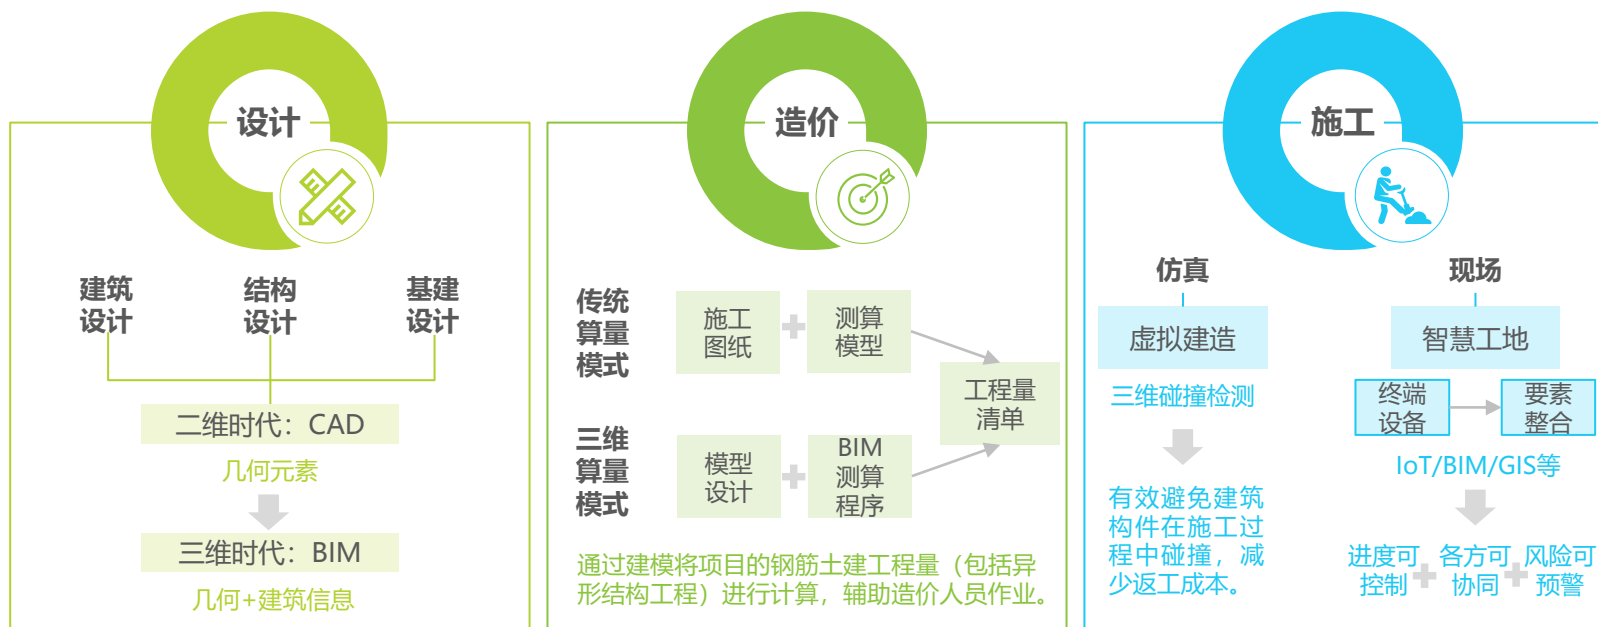 设计
建筑
设计
结构
设计
基建
设计
二维时代：CAD
几何元素
三维时代：BIM
几何+建筑信息
造价
传统
算量
模式
施工
图纸
测算
模型
工程量
清单
三维
算量
模式
模型
设计
BIM
测算
程序
通过建模将项目的钢筋土建工程量（包括异
形结构工程）进行计算，辅助造价人员作业。
施工
仿真
虚拟建造
三维碰撞检测
有效避免建筑
构件在施工过
程中碰撞，减
少返工成本。
现场
智慧工地
终端
设备
要素
整合
IoT/BIM/GIS等
进度可
控制
各方可
协同
风险可
预警